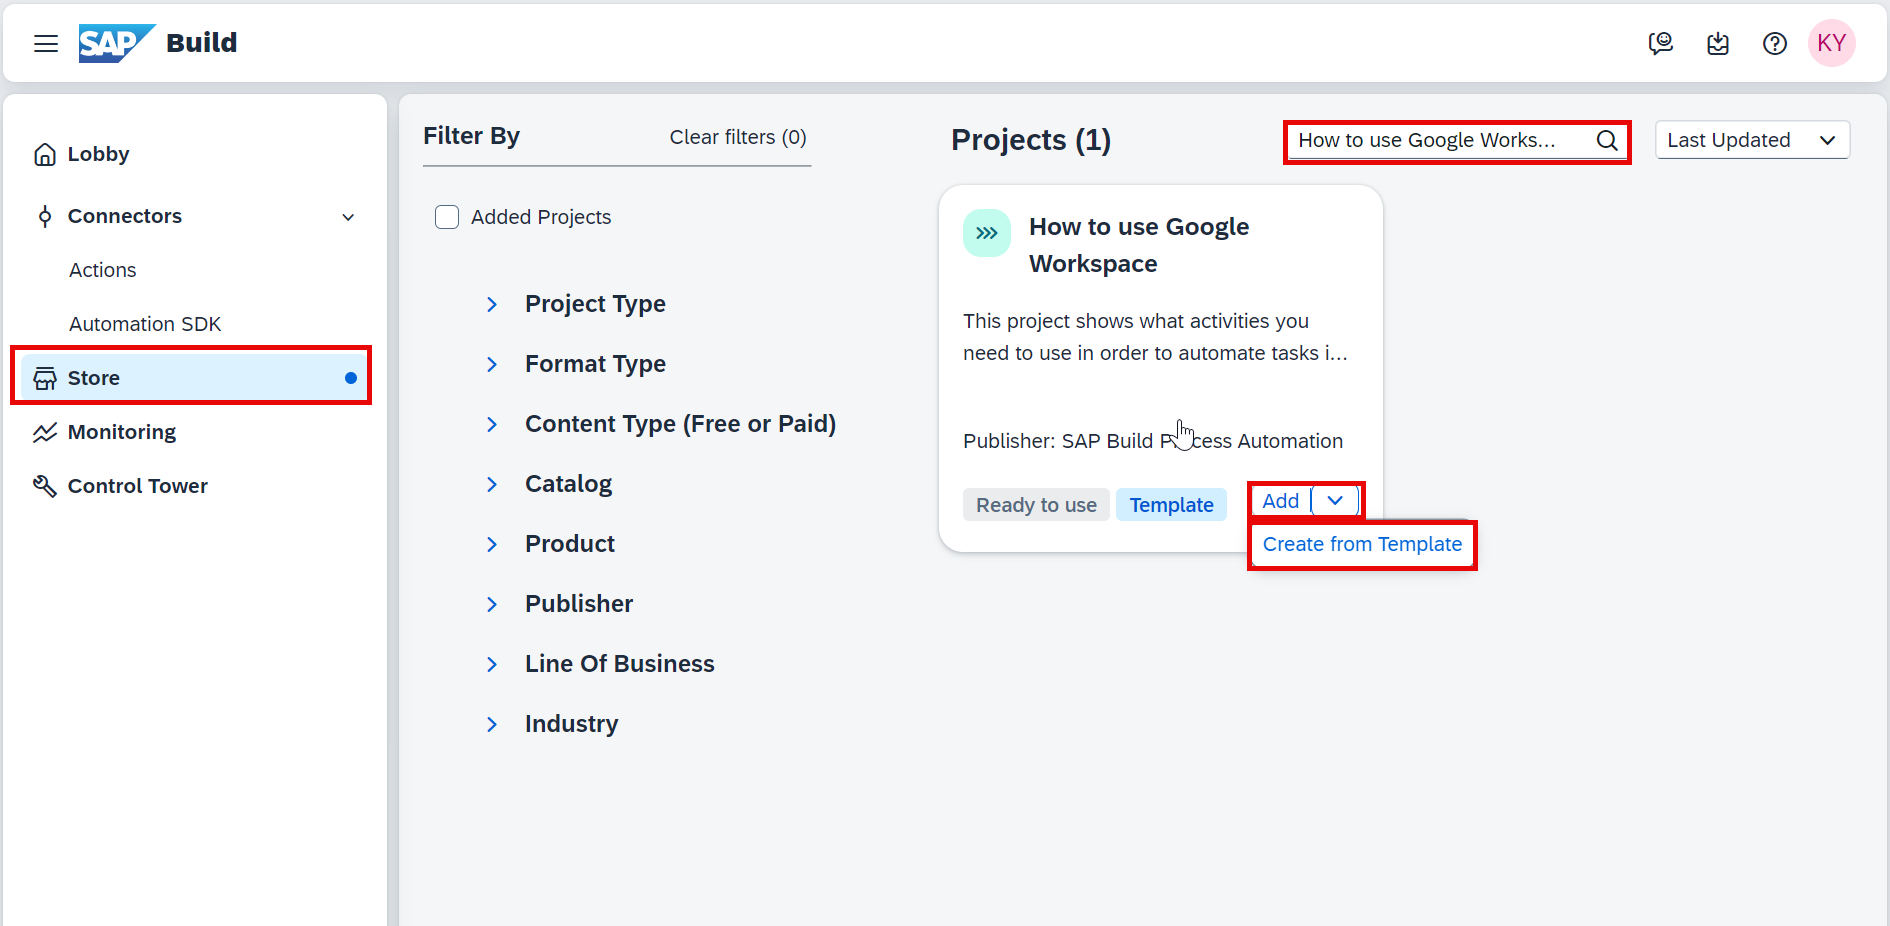 SAP Build
KY
Lobby
Connectors
Actions
Automation SDK
Store
Monitoring
Control Tower
Filter By
Clear filters (0)
Added Projects
Project Type
Format Type
Content Type (Free or Paid)
Catalog
Product
Publisher
Line Of Business
Industry
Projects (1)
How to use Google Works...
Last Updated
How to use Google
Workspace
This project shows what activities you
need to use in order to automate tasks i...
Publisher: SAP Build Process Automation
Ready to use
Template
Add
Create from Template